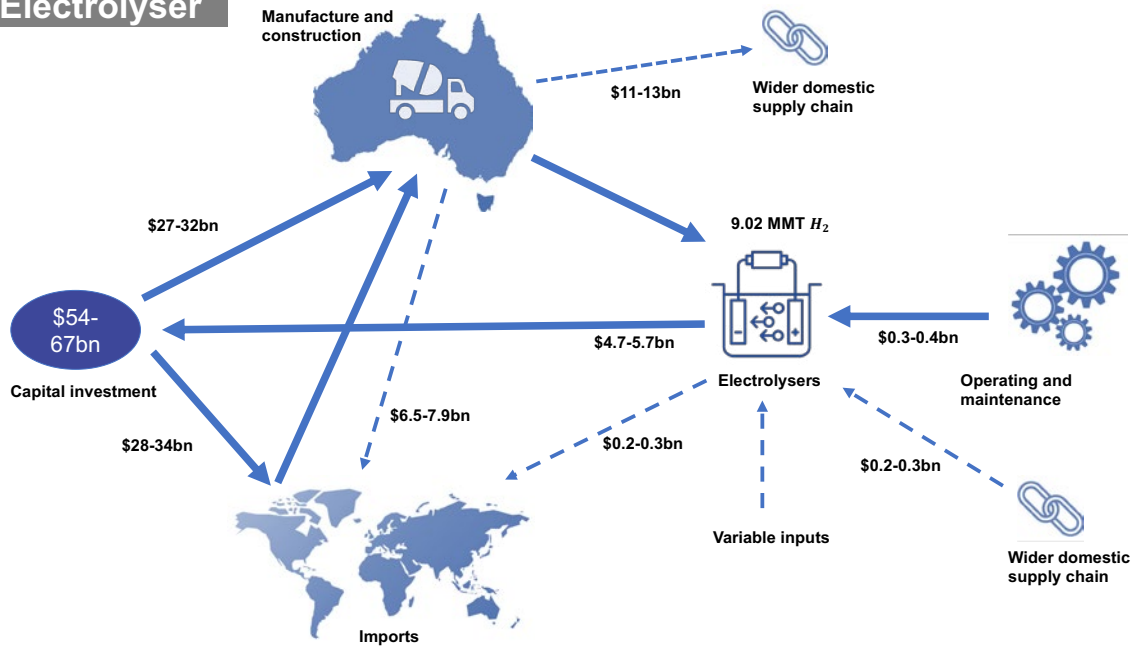 Electrolyser
Manufacture and
construction
$11-13bn
Wider domestic
supply chain
$27-32bn
9.02 MMT H₂
- +
$54-
67bn
$4.7-5.7bn
$0.3-0.4bn
Capital investment
Electrolysers
Operating and
maintenance
$6.5-7.9bn
$28-34bn
$0.2-0.3bn
$0.2-0.3bn
Variable inputs
Wider domestic
supply chain
Imports